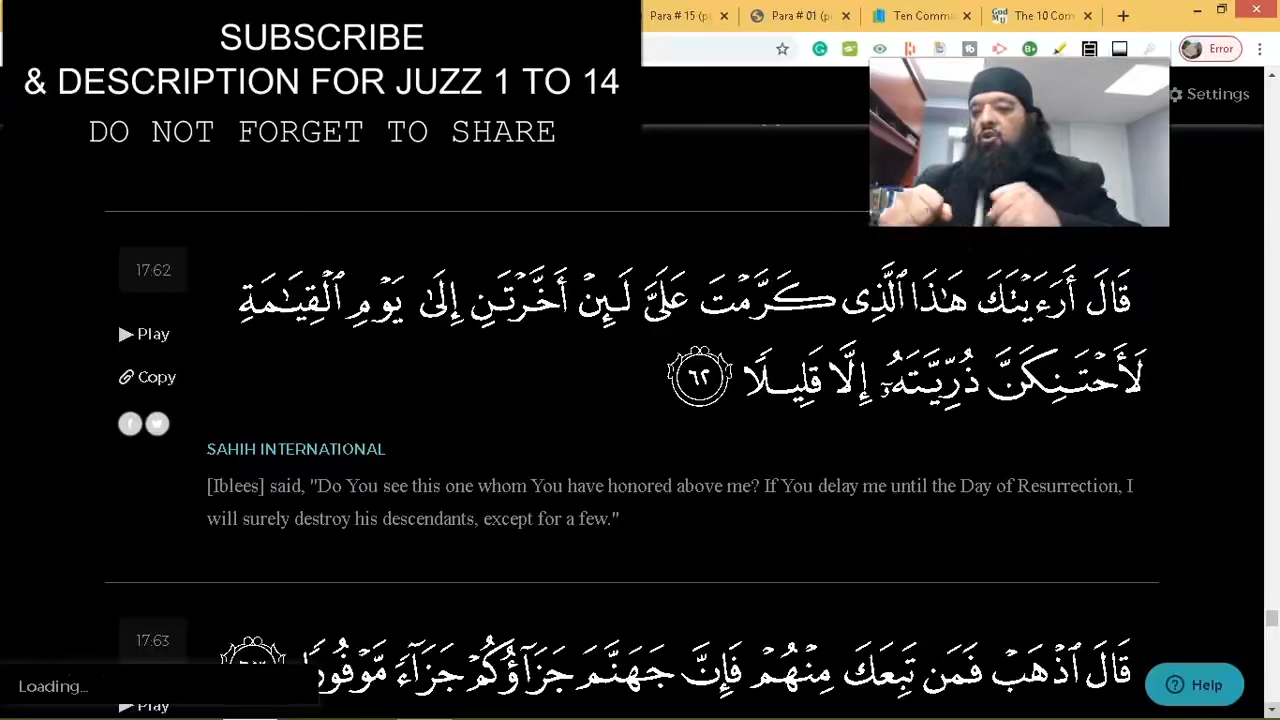 SUBSCRIBE
& DESCRIPTION FOR JUZZ 1 TO 14
DO NOT FORGET TO SHARE
Para # 15 (p
Para # 01 (p
Ten Comma
The 10 Com
Error
Settings
17:62
Play
Copy
قَالَ أَرَءَيْتَكَ هَـٰذَا ٱلَّذِى كَرَّمْتَ عَلَىَّ لَئِنْ أَخَّرْتَنِ إِلَىٰ يَوْمِ ٱلْقِيَـٰمَةِ
لَأَحْتَنِكَنَّ ذُرِّيَّتَهُۥٓ إِلَّا قَلِيلًا ٦٢
SAHIH INTERNATIONAL
[Iblees] said, "Do You see this one whom You have honored above me? If You delay me until the Day of Resurrection, I
will surely destroy his descendants, except for a few."
17:63
قَالَ ٱذْهَبْ فَمَن تَبِعَكَ مِنْهُمْ فَإِنَّ جَهَنَّمَ جَزَآؤُكُمْ جَزَآءً
Loading...
Play
Help